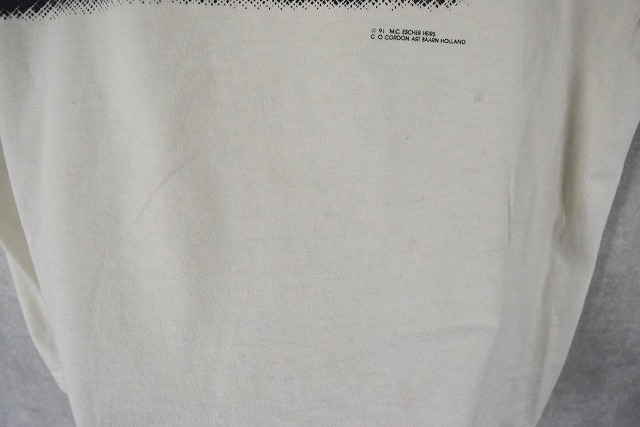 © 91 M.C. ESCHER HEIRS
C O CORDON ART BAARN HOLLAND